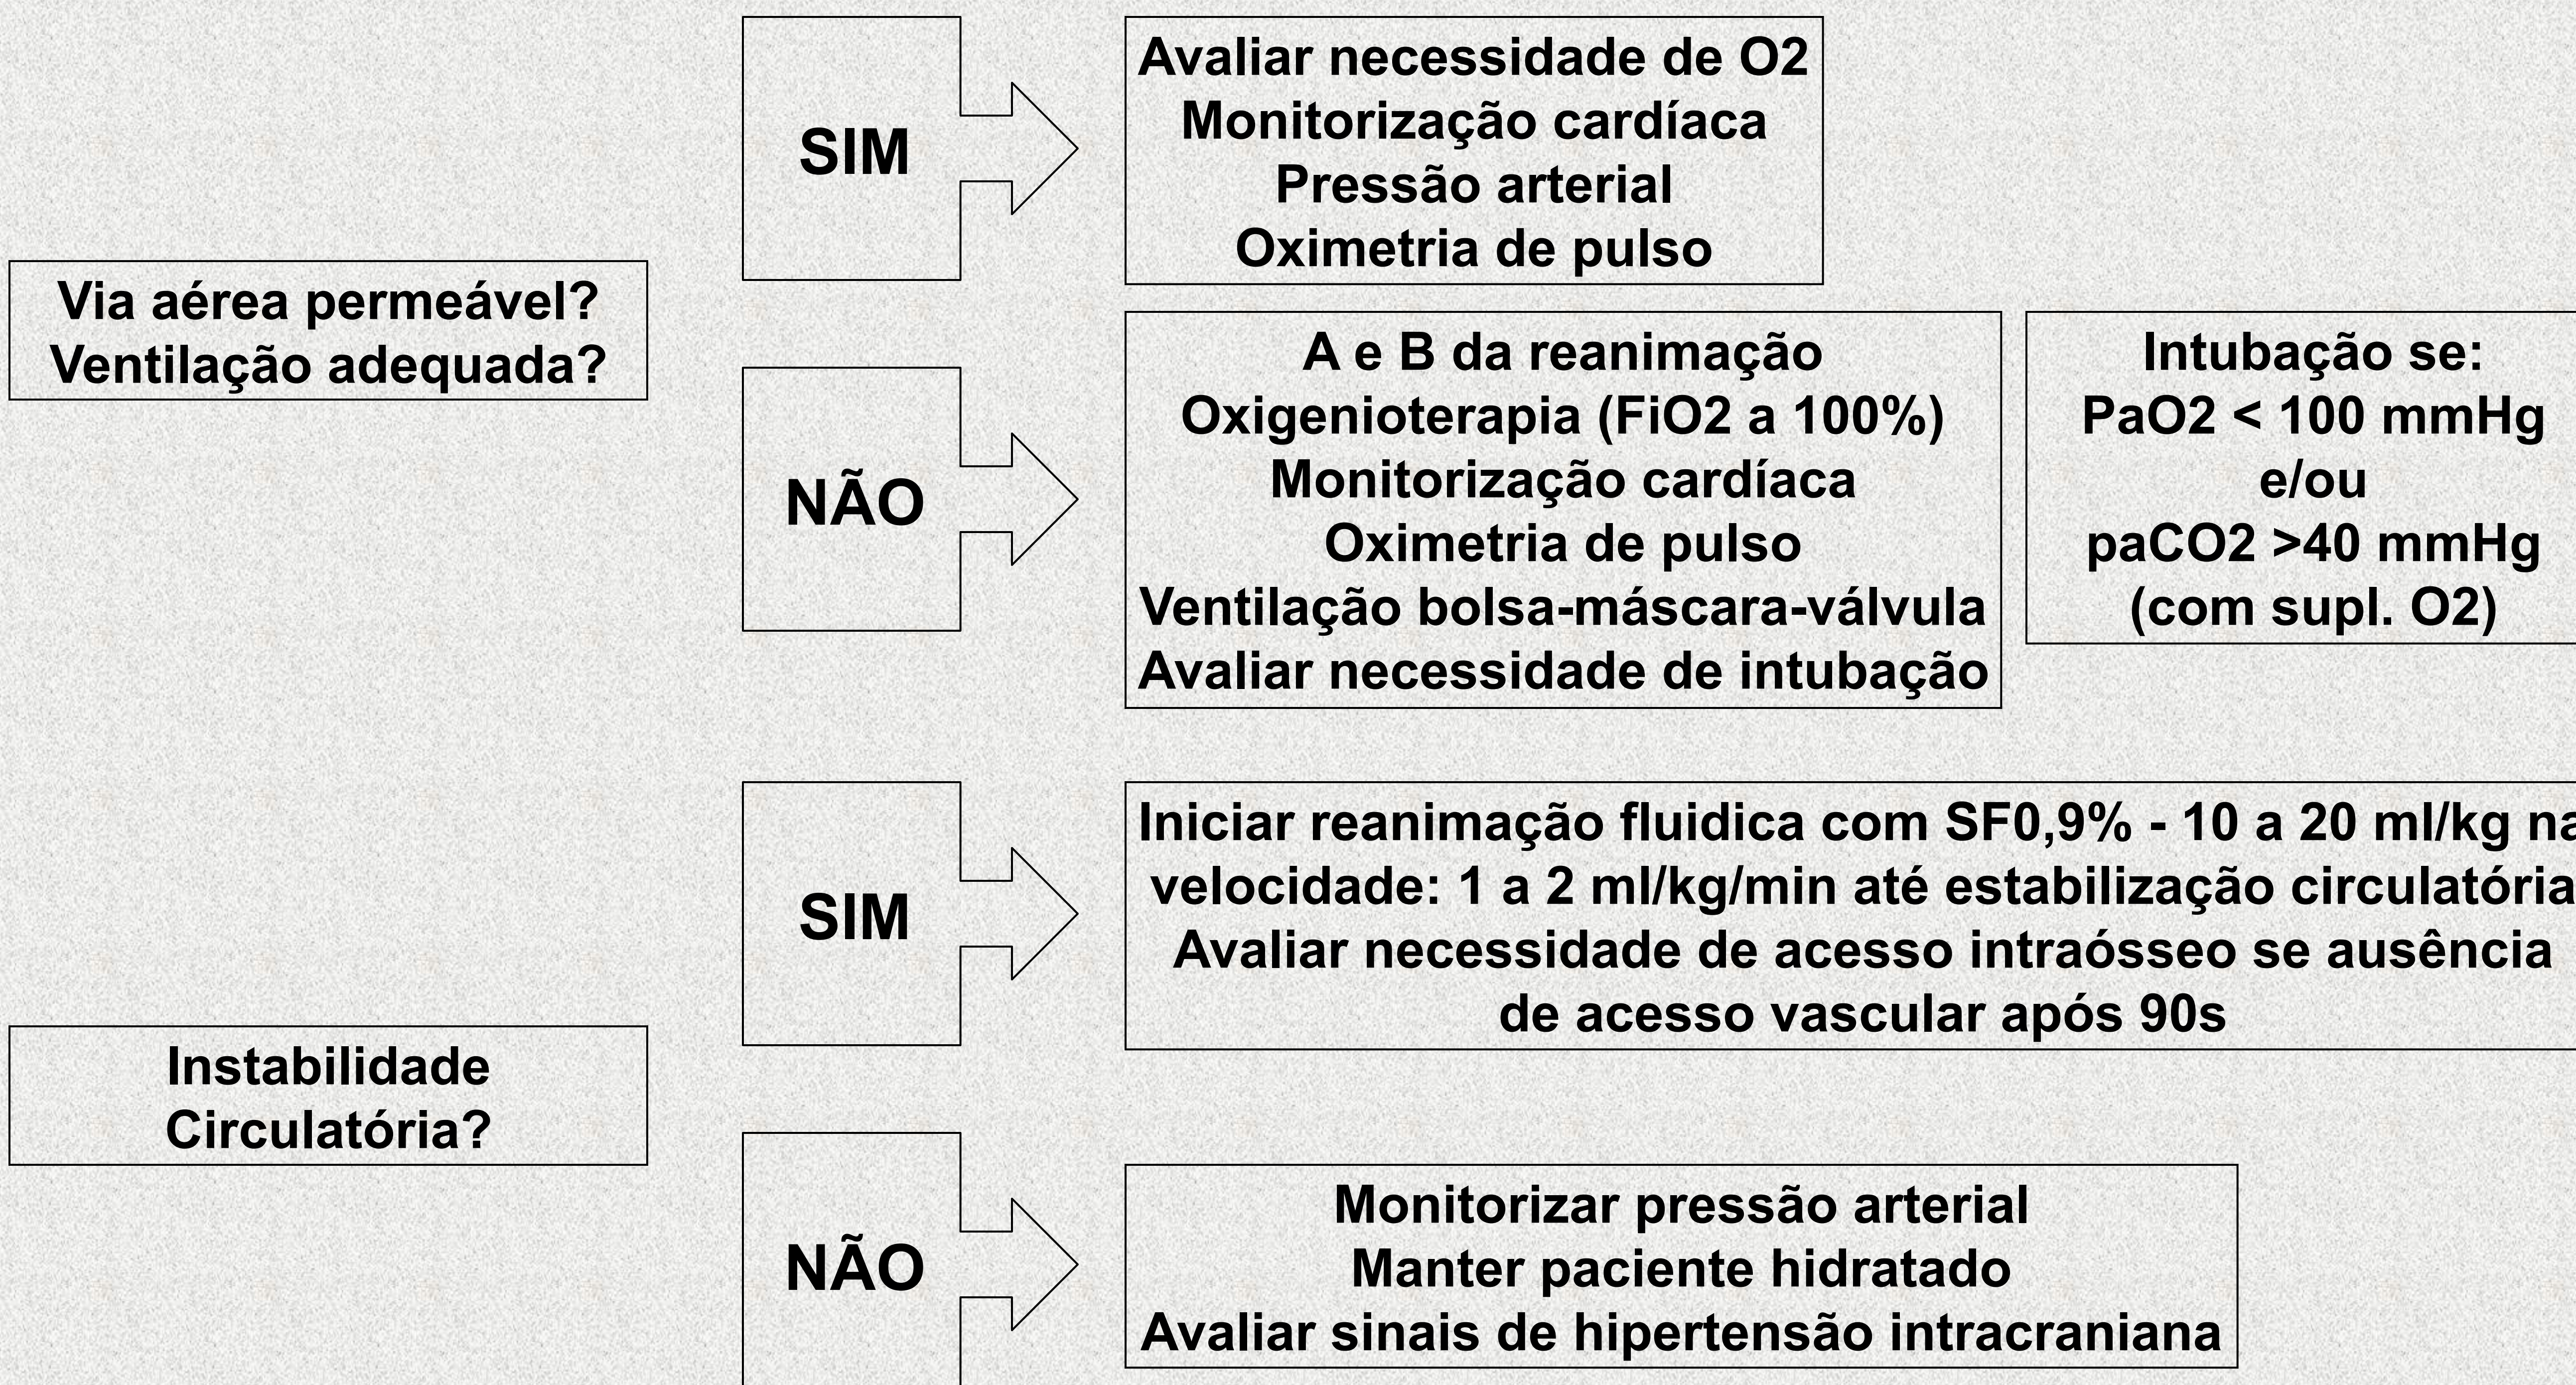 Via aérea permeável?
Ventilação adequada?
SIM
Avaliar necessidade de O2
Monitorização cardíaca
Pressão arterial
Oximetria de pulso
NÃO
A e B da reanimação
Oxigenioterapia (FiO2 a 100%)
Monitorização cardíaca
Oximetria de pulso
Ventilação bolsa-máscara-válvula
Avaliar necessidade de intubação
Intubação se:
PaO2 < 100 mmHg
e/ou
paCO2 >40 mmHg
(com supl. O2)
Instabilidade
Circulatória?
SIM
Iniciar reanimação fluidica com SF0,9% - 10 a 20 ml/kg na
velocidade: 1 a 2 ml/kg/min até estabilização circulatória
Avaliar necessidade de acesso intraósseo se ausência
de acesso vascular após 90s
NÃO
Monitorizar pressão arterial
Manter paciente hidratado
Avaliar sinais de hipertensão intracraniana